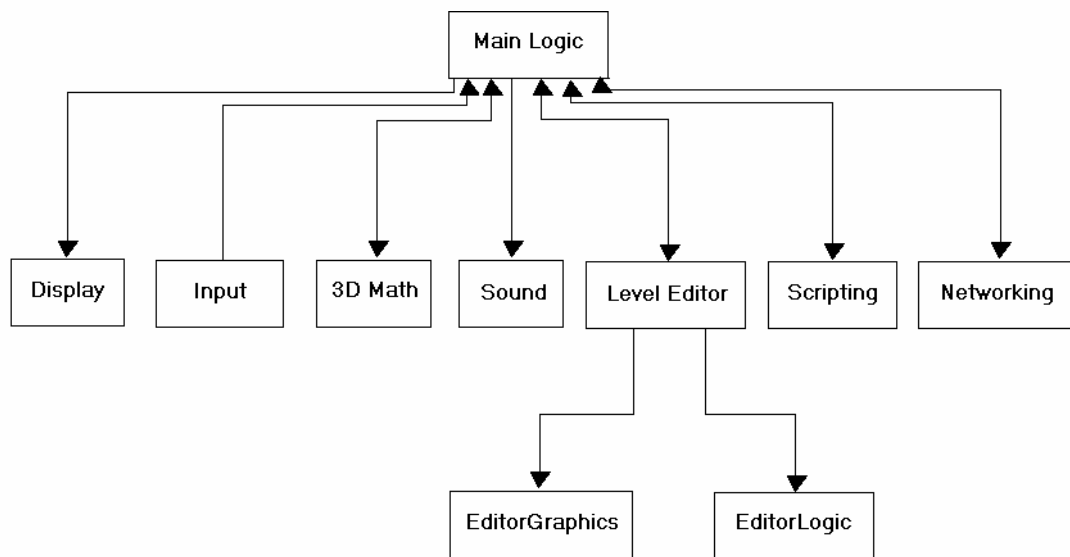 Main Logic
Display
Input
3D Math
Sound
Level Editor
Scripting
Networking
EditorGraphics
EditorLogic